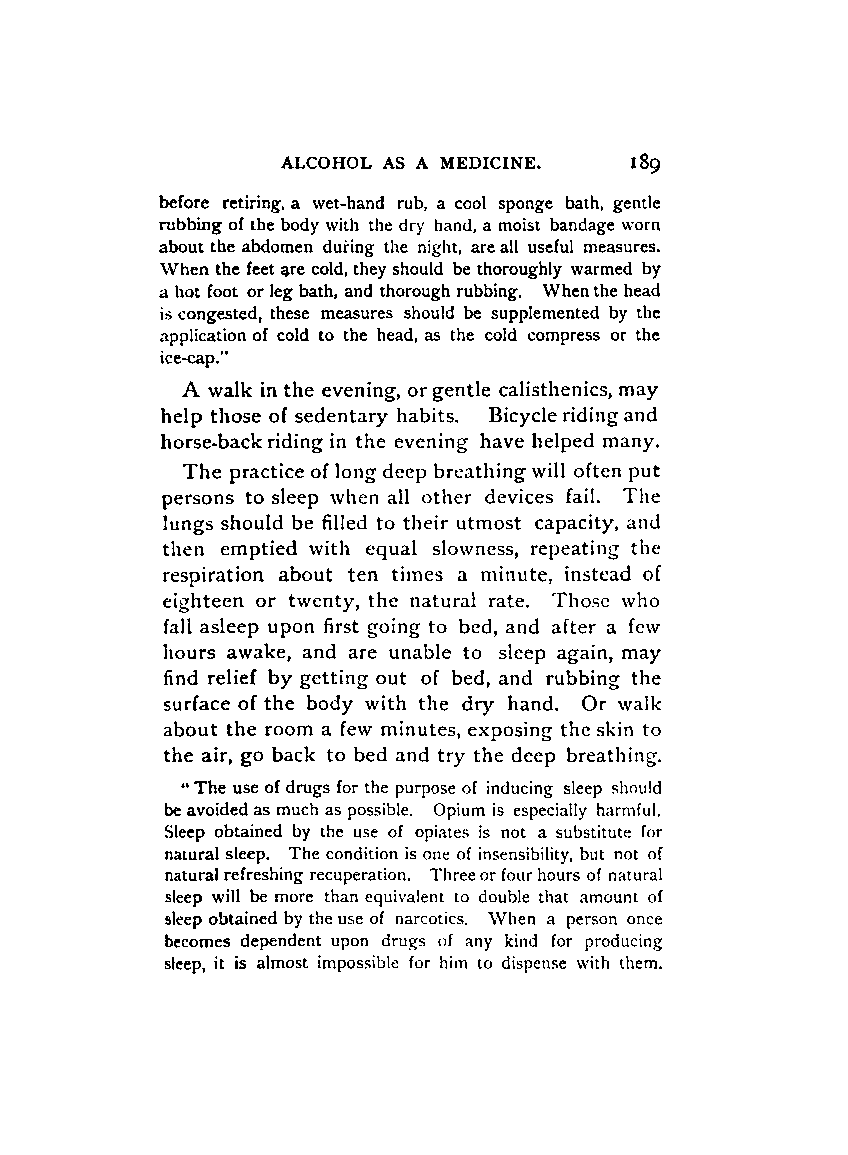 ALCOHOL AS A MEDICINE. 189
before retiring, a wet-hand rub, a cool sponge bath, gentle
rubbing of the body with the dry hand, a moist bandage worn
about the abdomen during the night, are all useful measures.
When the feet are cold, they should be thoroughly warmed by
a hot foot or leg bath, and thorough rubbing. When the head
is congested, these measures should be supplemented by the
application of cold to the head, as the cold compress or the
ice-cap."
A walk in the evening, or gentle calisthenics, may
help those of sedentary habits. Bicycle riding and
horse-back riding in the evening have helped many.
The practice of long deep breathing will often put
persons to sleep when all other devices fail. The
lungs should be filled to their utmost capacity, and
then emptied with equal slowness, repeating the
respiration about ten times a minute, instead of
eighteen or twenty, the natural rate. Those who
fall asleep upon first going to bed, and after a few
hours awake, and are unable to sleep again, may
find relief by getting out of bed, and rubbing the
surface of the body with the dry hand. Or walk
about the room a few minutes, exposing the skin to
the air, go back to bed and try the deep breathing.
"The use of drugs for the purpose of inducing sleep should
be avoided as much as possible. Opium is especially harmful.
Sleep obtained by the use of opiates is not a substitute for
natural sleep. The condition is one of insensibility, but not of
natural refreshing recuperation. Three or four hours of natural
sleep will be more than equivalent to double that amount of
sleep obtained by the use of narcotics. When a person once
becomes dependent upon drugs of any kind for producing
sleep, it is almost impossible for him to dispense with them.